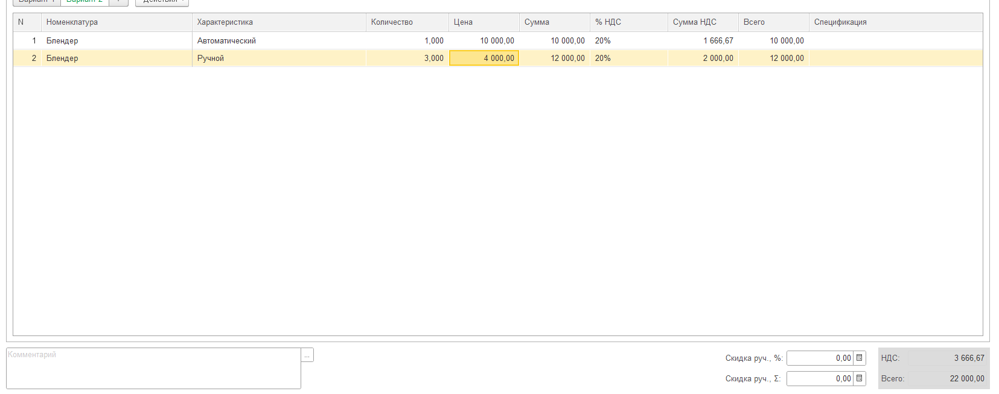 Вариант 1 Вариант 2 Действия
N Номенклатура Характеристика Количество Цена Сумма % НДС Сумма НДС Всего Спецификация
1 Блендер Автоматический 1,000 10 000,00 10 000,00 20% 1 666,67 10 000,00
2 Блендер Ручной 3,000 4 000,00 12 000,00 20% 2 000,00 12 000,00
Комментарий ...
Скидка руч., %: 0,00 НДС: 3 666,67
Скидка руч., Σ: 0,00 Всего: 22 000,00